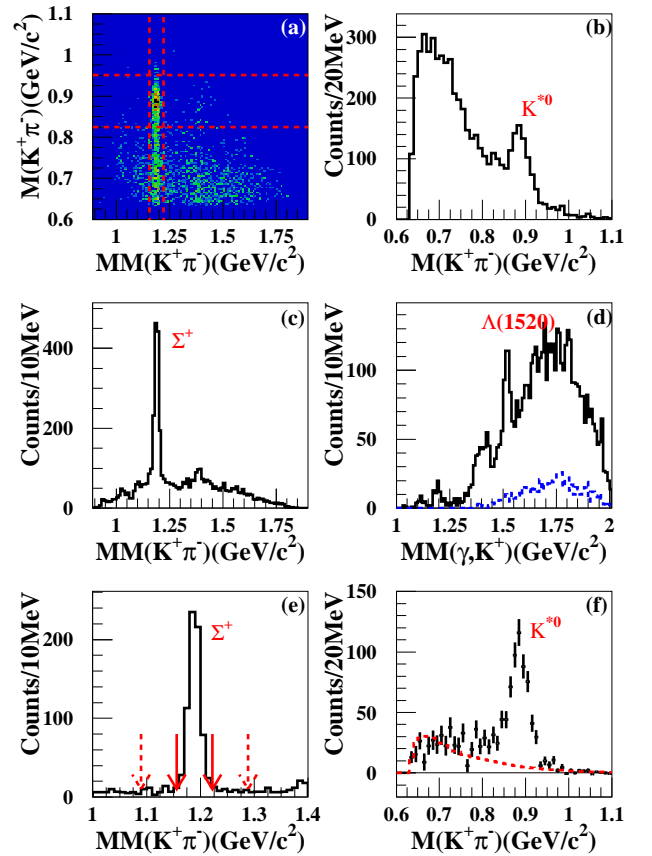 (a)
M(K⁺π⁻)(GeV/c²)
1.1
1
0.9
0.8
0.7
0.6
1 1.25 1.5 1.75
MM(K⁺π⁻)(GeV/c²)
(b)
Counts/20MeV
300
200
100
0
K*⁰
0.6 0.7 0.8 0.9 1 1.1
M(K⁺π⁻)(GeV/c²)
(c)
Counts/10MeV
400
200
0
Σ⁺
1 1.25 1.5 1.75
MM(K⁺π⁻)(GeV/c²)
(d)
Counts/10MeV
100
50
0
Λ(1520)
1 1.25 1.5 1.75 2
MM(γ,K⁺)(GeV/c²)
(e)
Counts/10MeV
200
100
0
Σ⁺
1 1.1 1.2 1.3 1.4
MM(K⁺π⁻)(GeV/c²)
(f)
Counts/20MeV
150
100
50
0
K*⁰
0.6 0.7 0.8 0.9 1 1.1
M(K⁺π⁻)(GeV/c²)